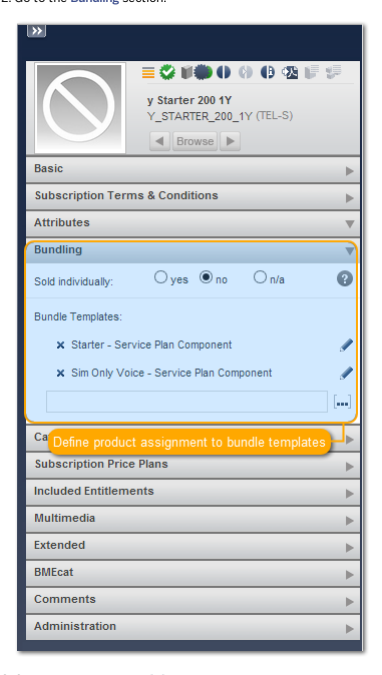 2. Go to the Bundling section.
y Starter 200 1Y
Y_STARTER_200_1Y (TEL-S)
Browse
Basic
Subscription Terms & Conditions
Attributes
Bundling
Sold individually: yes no n/a
Bundle Templates:
Starter - Service Plan Component
Sim Only Voice - Service Plan Component
[...]
Define product assignment to bundle templates
Subscription Price Plans
Included Entitlements
Multimedia
Extended
BMEcat
Comments
Administration